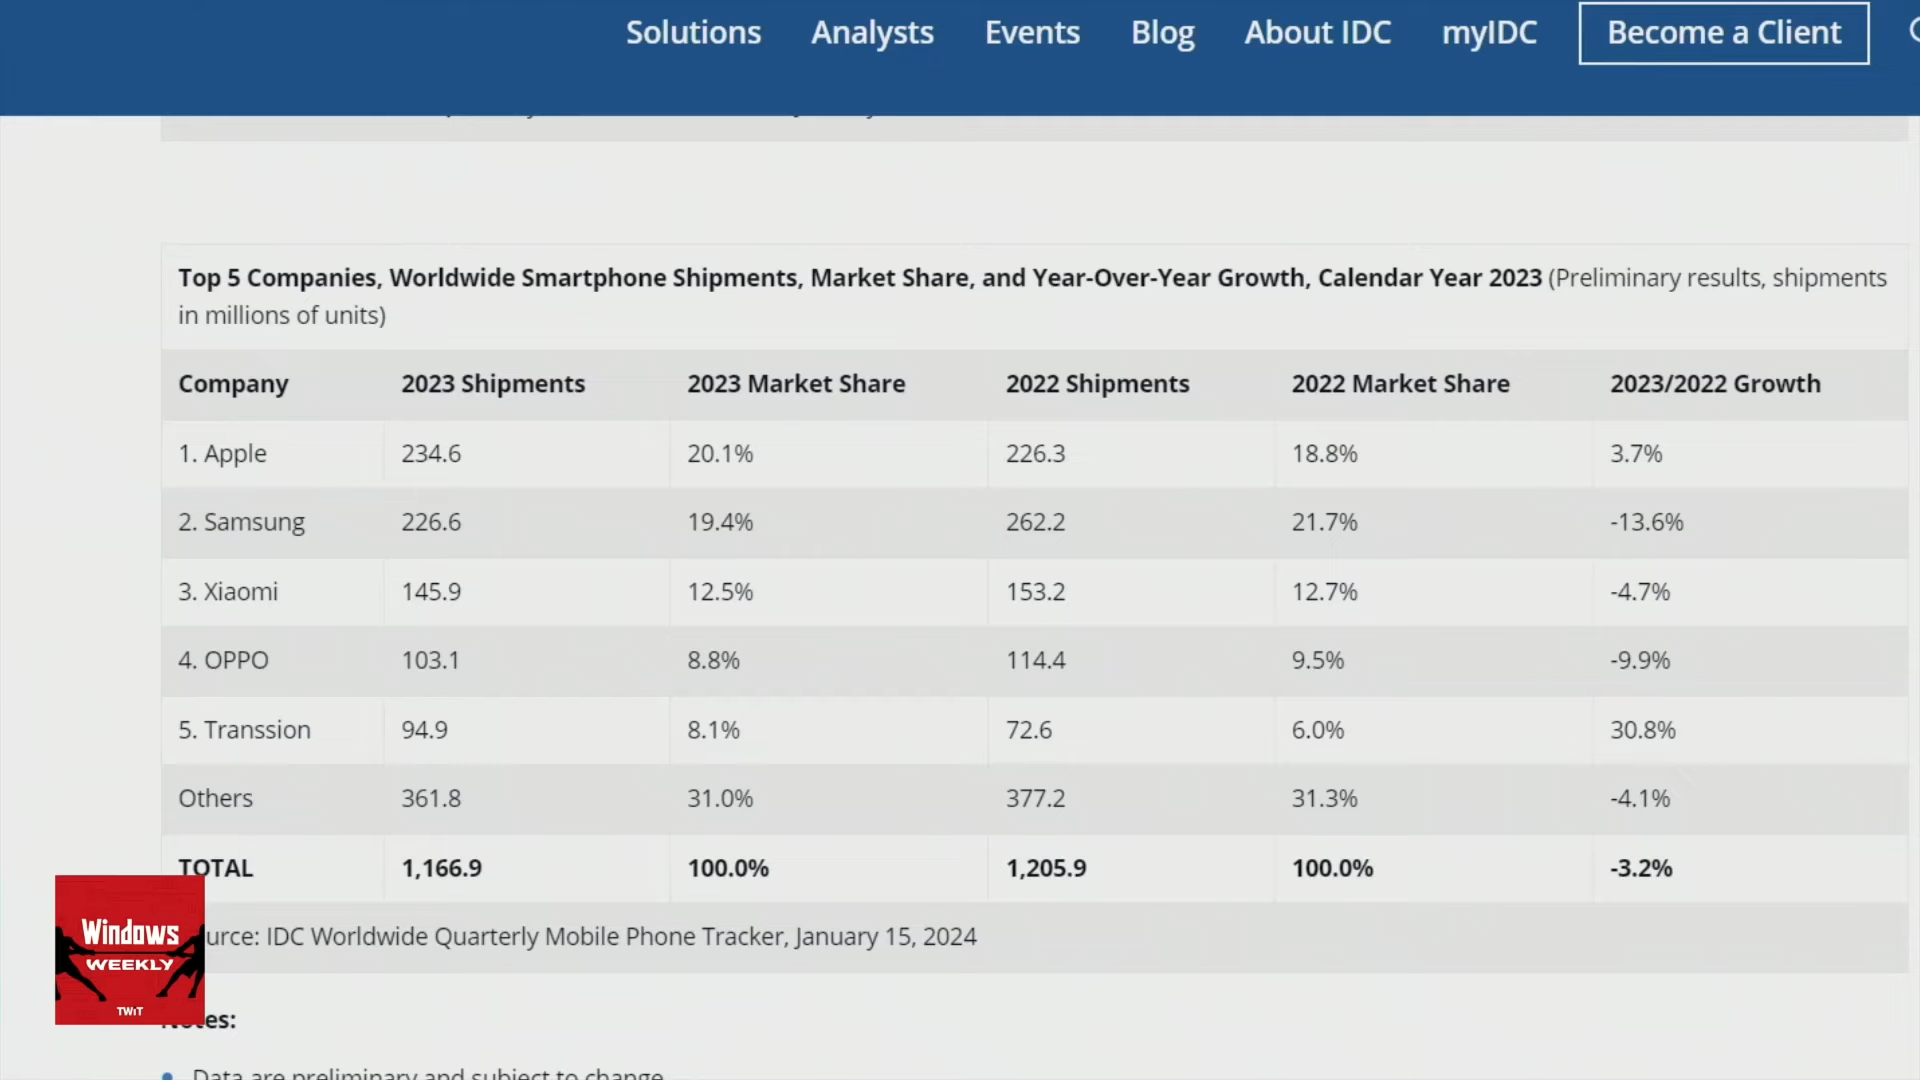 Solutions Analysts Events Blog About IDC myIDC Become a Client
Top 5 Companies, Worldwide Smartphone Shipments, Market Share, and Year-Over-Year Growth, Calendar Year 2023 (Preliminary results, shipments
in millions of units)
Company 2023 Shipments 2023 Market Share 2022 Shipments 2022 Market Share 2023/2022 Growth
1. Apple 234.6 20.1% 226.3 18.8% 3.7%
2. Samsung 226.6 19.4% 262.2 21.7% -13.6%
3. Xiaomi 145.9 12.5% 153.2 12.7% -4.7%
4. OPPO 103.1 8.8% 114.4 9.5% -9.9%
5. Transsion 94.9 8.1% 72.6 6.0% 30.8%
Others 361.8 31.0% 377.2 31.3% -4.1%
TOTAL 1,166.9 100.0% 1,205.9 100.0% -3.2%
urce: IDC Worldwide Quarterly Mobile Phone Tracker, January 15, 2024
Windows
WEEKLY
TWiT
Notes:
Data are preliminary and subject to change